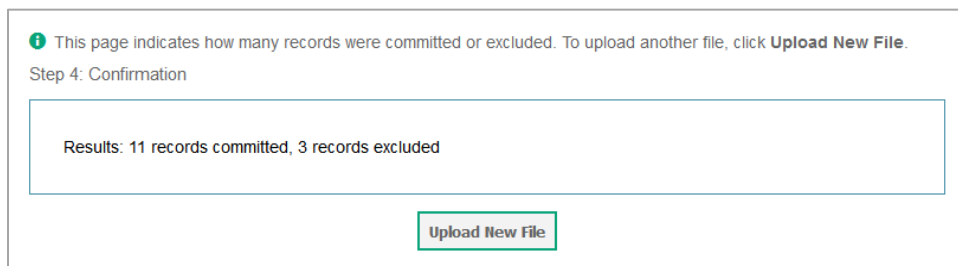 This page indicates how many records were committed or excluded. To upload another file, click Upload New File.
Step 4: Confirmation
Results: 11 records committed, 3 records excluded
Upload New File